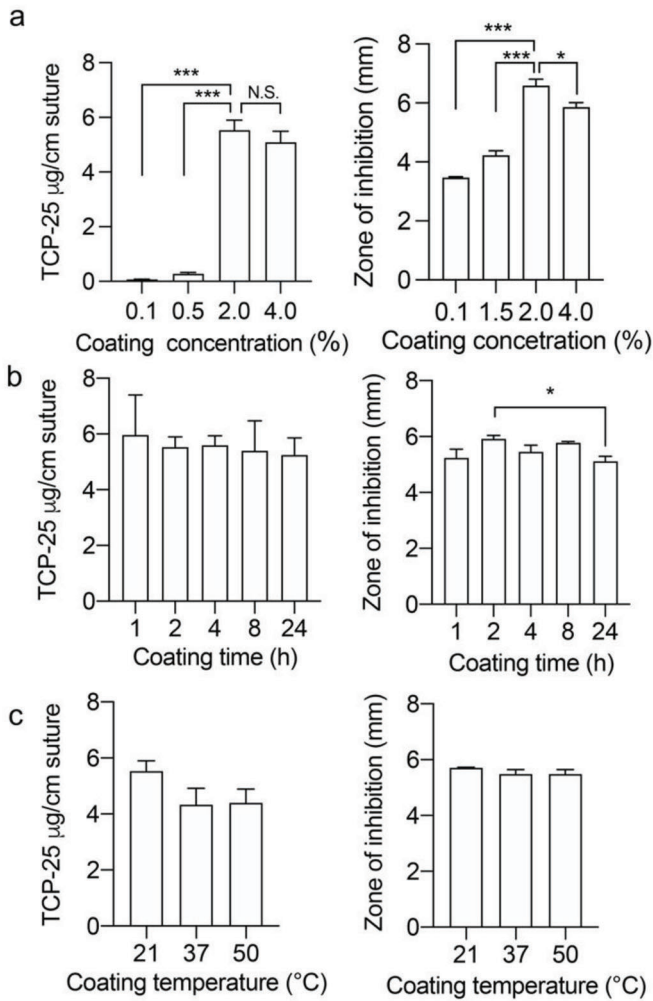 a
TCP-25 μg/cm suture
8
6
4
2
0
***
***
N.S.
0.1 0.5 2.0 4.0
Coating concentration (%)
Zone of inhibition (mm)
8
6
4
2
0
***
*** *
0.1 1.5 2.0 4.0
Coating concetration (%)
b
TCP-25 μg/cm suture
8
6
4
2
0
1 2 4 8 24
Coating time (h)
Zone of inhibition (mm)
8
6
4
2
0
*
1 2 4 8 24
Coating time (h)
c
TCP-25 μg/cm suture
8
6
4
2
0
21 37 50
Coating temperature (°C)
Zone of inhibition (mm)
8
6
4
2
0
21 37 50
Coating temperature (°C)